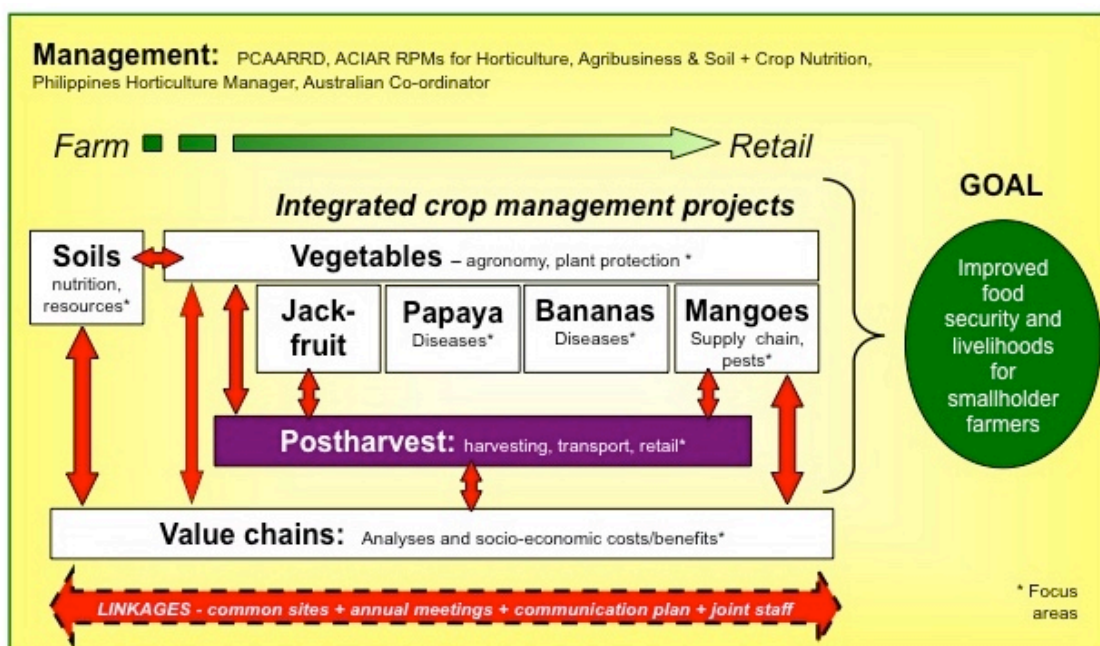 Management: PCAARRD, ACIAR RPMs for Horticulture, Agribusiness & Soil + Crop Nutrition,
Philippines Horticulture Manager, Australian Co-ordinator
Farm
Retail
GOAL
Integrated crop management projects
Soils
nutrition,
resources*
Vegetables – agronomy, plant protection *
Jack-
fruit
Papaya
Diseases*
Bananas
Diseases*
Mangoes
Supply chain,
pests*
Improved
food
security and
livelihoods
for
smallholder
farmers
Postharvest: harvesting, transport, retail*
Value chains: Analyses and socio-economic costs/benefits*
LINKAGES - common sites + annual meetings + communication plan + joint staff
* Focus
areas